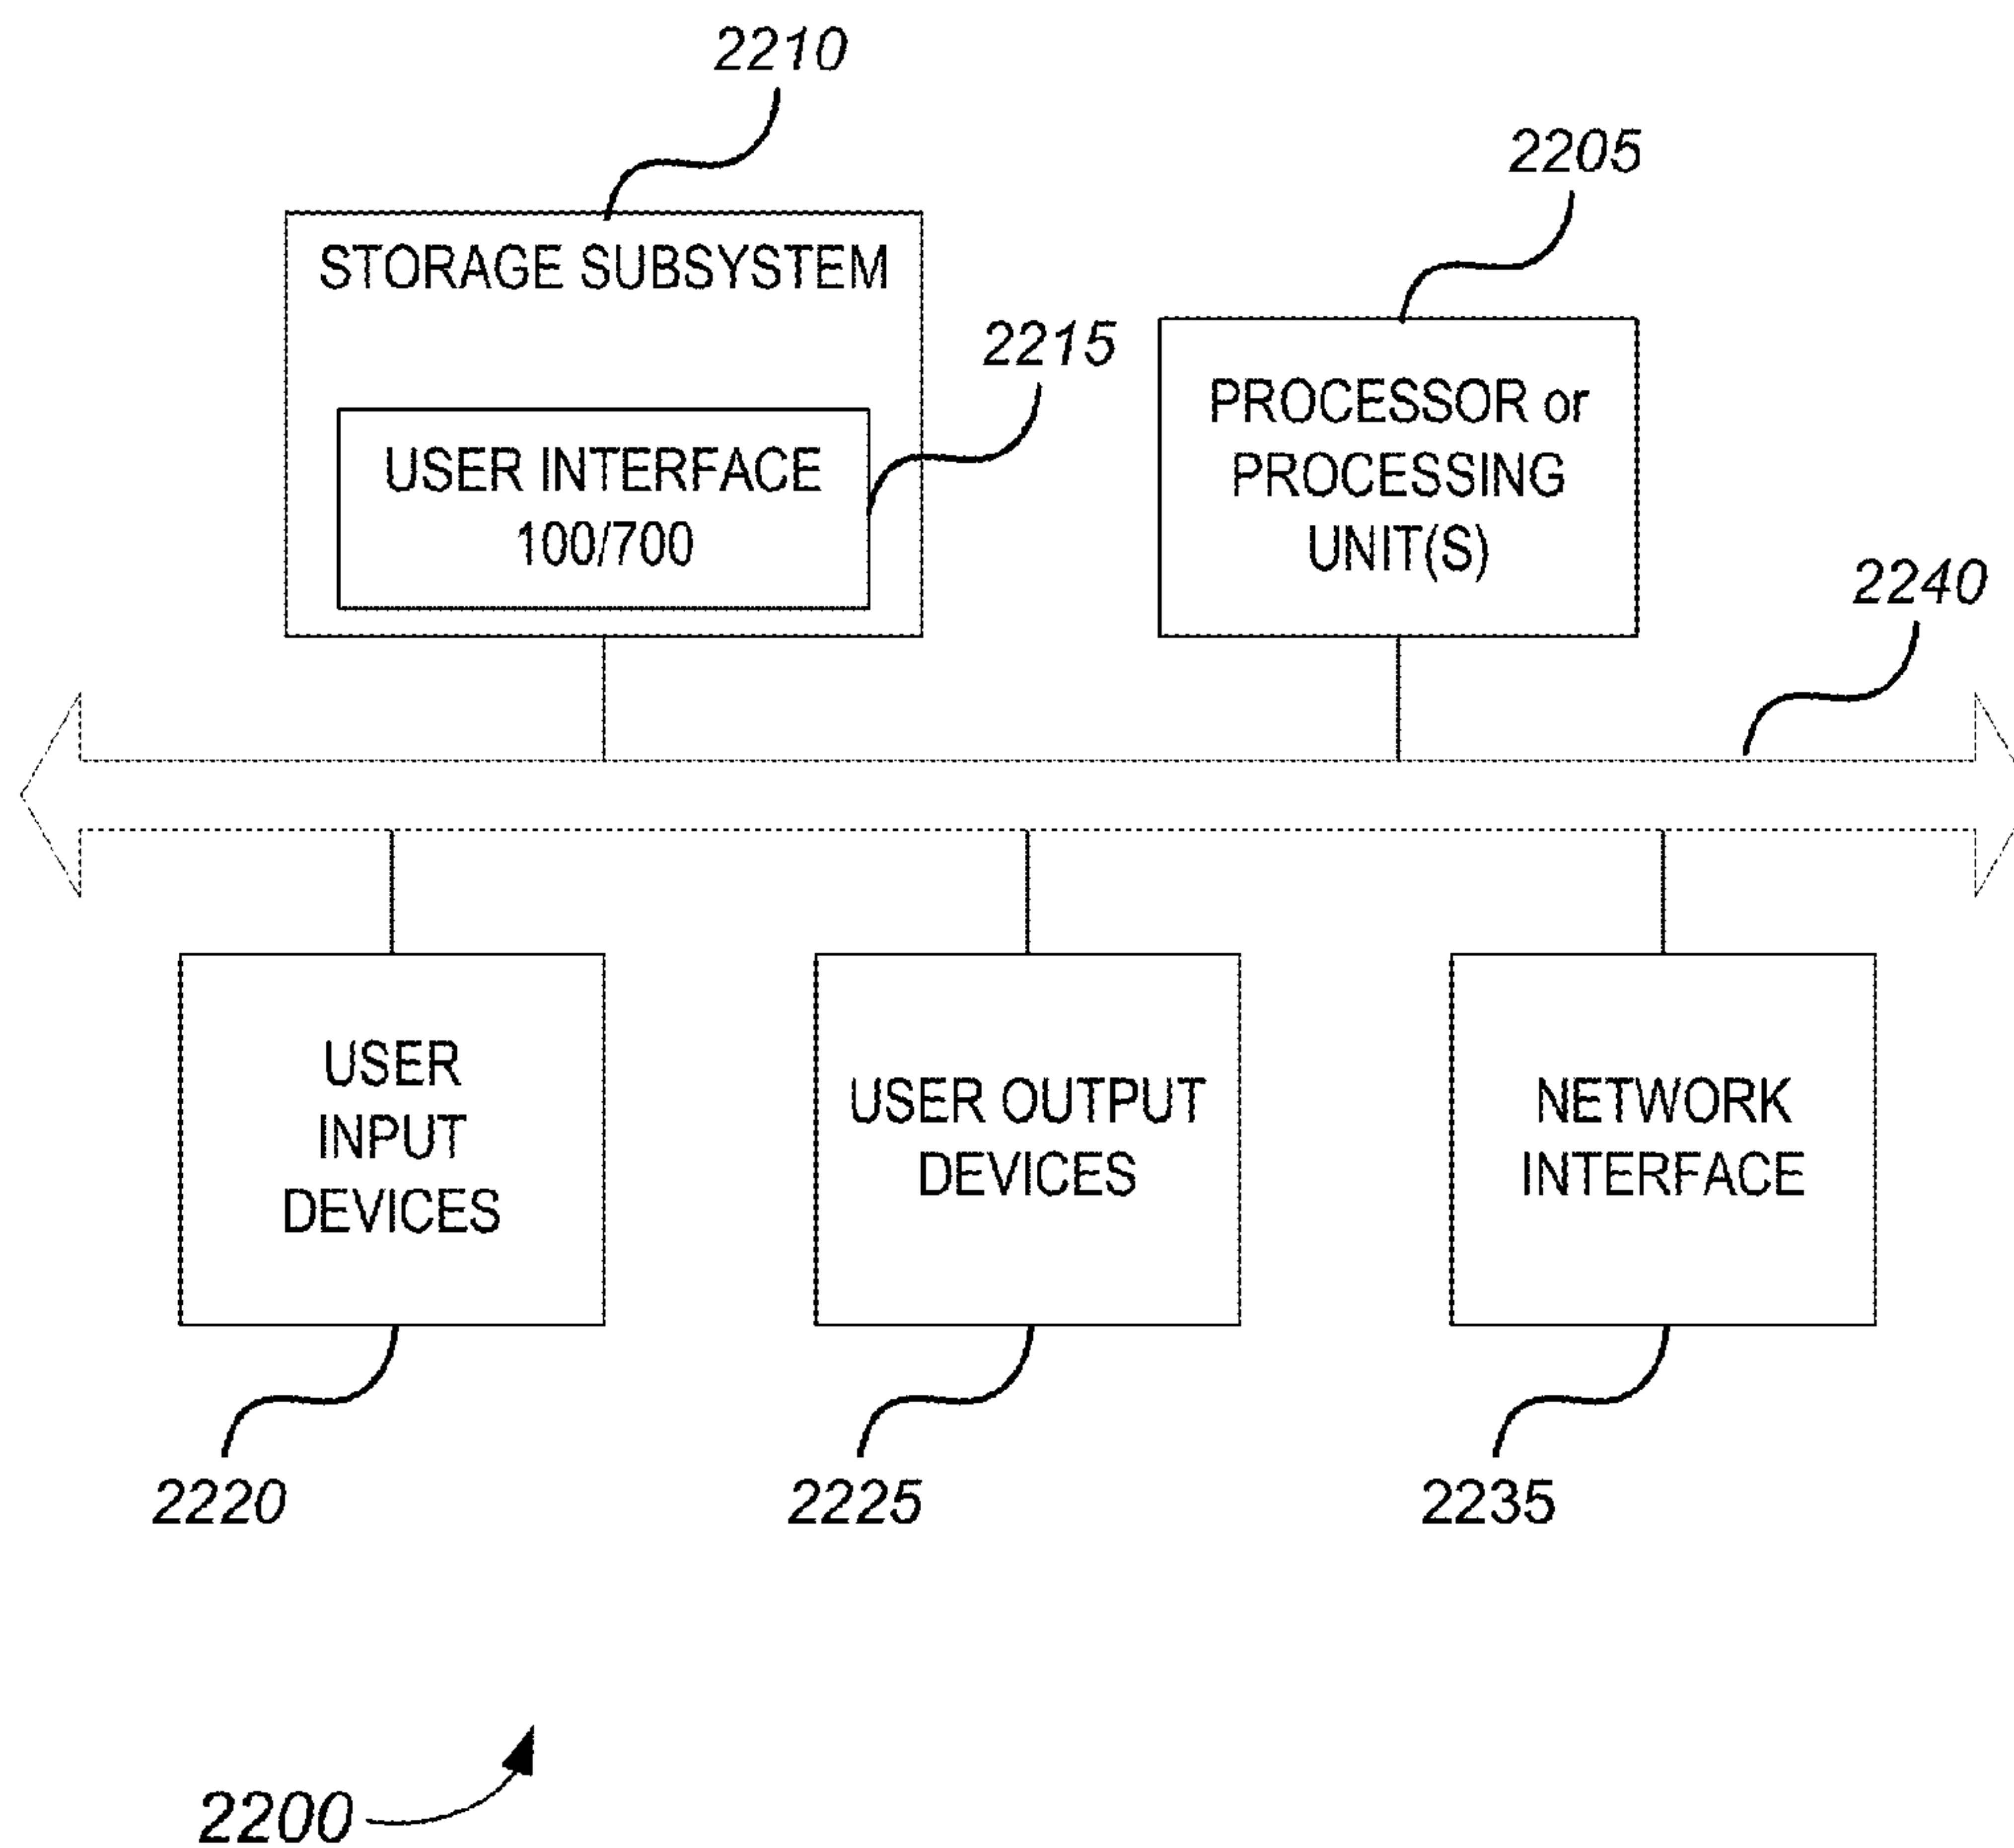 2210
2205
STORAGE SUBSYSTEM
2215
USER INTERFACE
100/700
PROCESSOR or
PROCESSING
UNIT(S)
2240
USER
INPUT
DEVICES
USER OUTPUT
DEVICES
NETWORK
INTERFACE
2220
2225
2235
2200